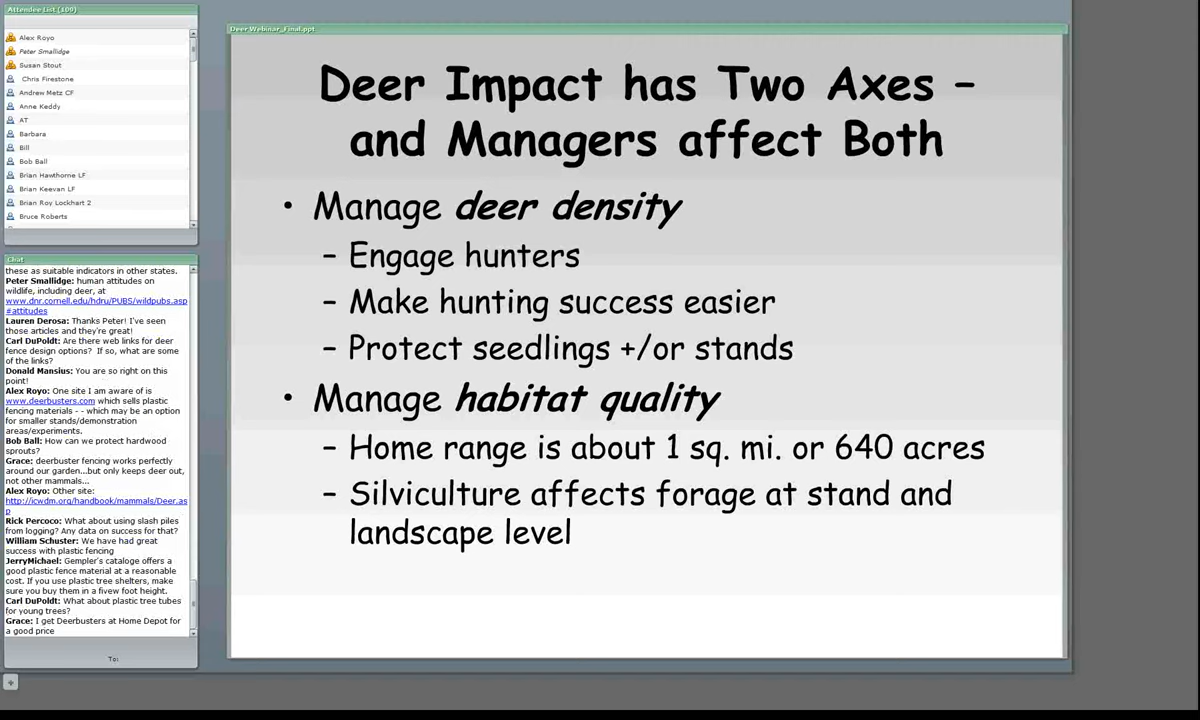 Attendee List (109)
Alex Royo
Peter Smallidge
Susan Stout
Chris Firestone
Andrew Metz CF
Anne Keddy
AT
Barbara
Bill
Bob Ball
Brian Hawthorne LF
Brian Keevan LF
Brian Roy Lockhart 2
Bruce Roberts
Chat
these as suitable indicators in other states.
Peter Smallidge: human attitudes on
wildlife, including deer, at
www.dnr.cornell.edu/hdru/PUBS/wildpubs.asp
#attitudes
Lauren Derosa: Thanks Peter! I've seen
those articles and they're great!
Carl DuPoldt: Are there web links for deer
fence design options? If so, what are some
of the links?
Donald Mansius: You are so right on this
point!
Alex Royo: One site I am aware of is
www.deerbusters.com which sells plastic
fencing materials - - which may be an option
for smaller stands/demonstration
areas/experiments.
Bob Ball: How can we protect hardwood
sprouts?
Grace: deerbuster fencing works perfectly
around our garden...but only keeps deer out,
not other mammals...
Alex Royo: Other site:
http://icwdm.org/handbook/mammals/Deer.as
p
Rick Percoco: What about using slash piles
from logging? Any data on success for that?
William Schuster: We have had great
success with plastic fencing
JerryMichael: Gempler's cataloge offers a
good plastic fence material at a reasonable
cost. If you use plastic tree shelters, make
sure you buy them in a fivew foot height.
Carl DuPoldt: What about plastic tree tubes
for young trees?
Grace: I get Deerbusters at Home Depot for
a good price
To:
Deer Webinar_Final.ppt
Deer Impact has Two Axes –
and Managers affect Both
• Manage deer density
– Engage hunters
– Make hunting success easier
– Protect seedlings +/or stands
• Manage habitat quality
– Home range is about 1 sq. mi. or 640 acres
– Silviculture affects forage at stand and
landscape level